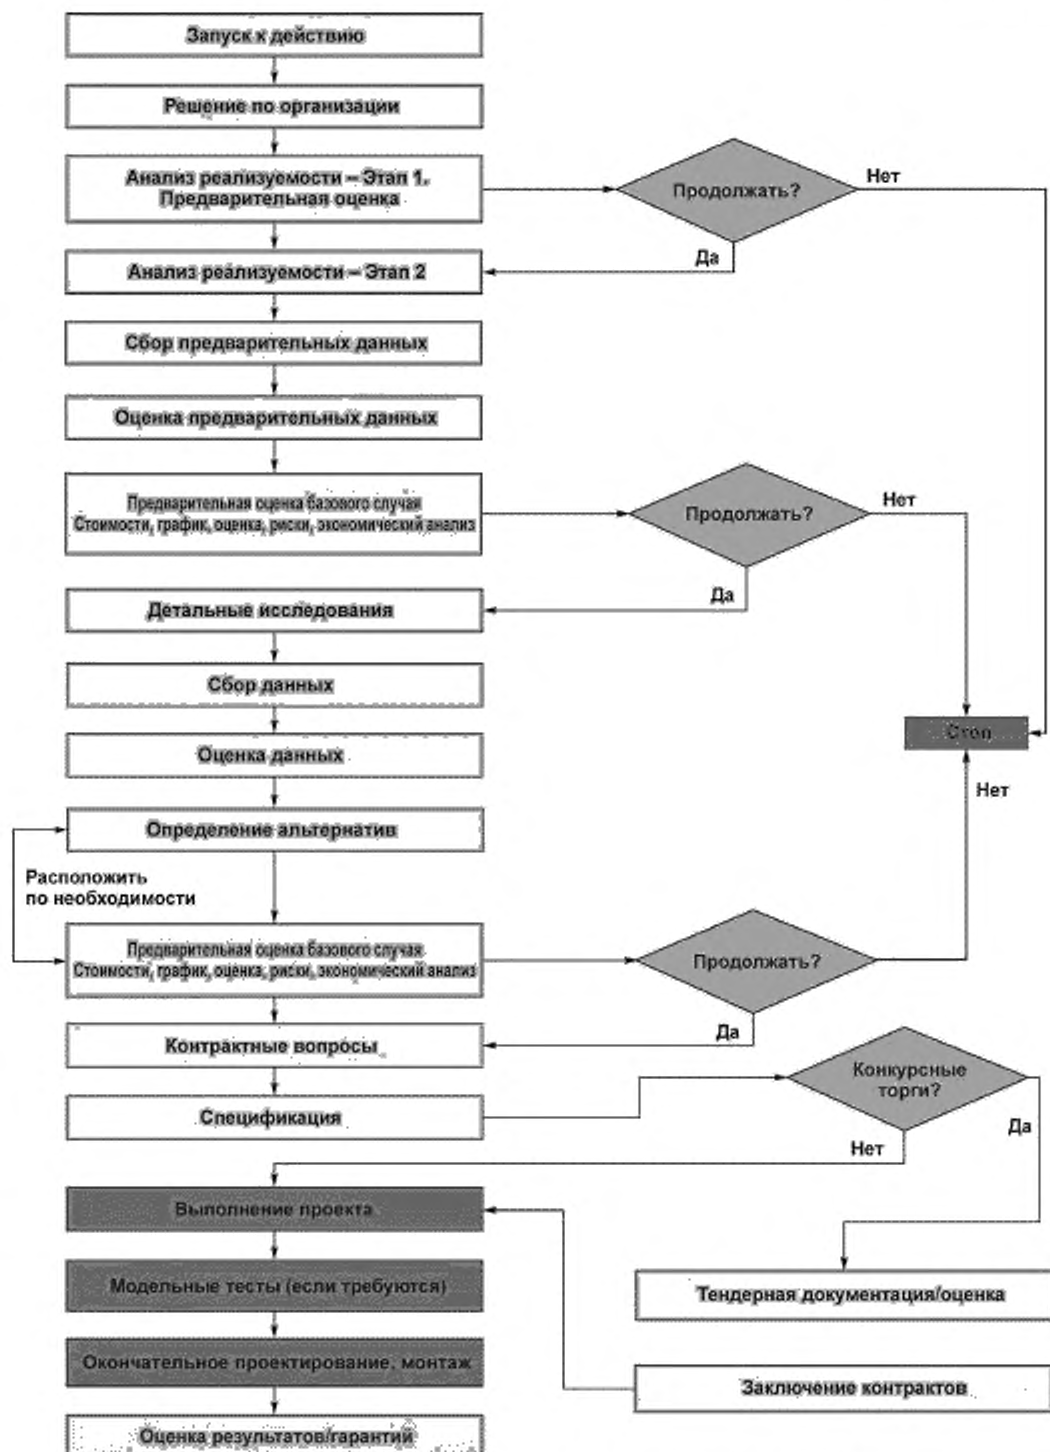 Запуск к действию
Решение по организации
Анализ реализуемости – Этап 1.
Предварительная оценка
Продолжать?
Нет
Да
Анализ реализуемости – Этап 2
Сбор предварительных данных
Оценка предварительных данных
Предварительная оценка базового случая
Стоимости, график, оценка, риски, экономический анализ
Продолжать?
Нет
Да
Детальные исследования
Сбор данных
Стоп
Оценка данных
Нет
Определение альтернатив
Расположить
по необходимости
Предварительная оценка базового случая
Стоимости, график, оценка, риски, экономический анализ
Продолжать?
Да
Контрактные вопросы
Конкурсные
торги?
Спецификация
Да
Нет
Выполнение проекта
Модельные тесты (если требуются)
Тендерная документация/оценка
Окончательное проектирование, монтаж
Заключение контрактов
Оценка результатов/гарантий